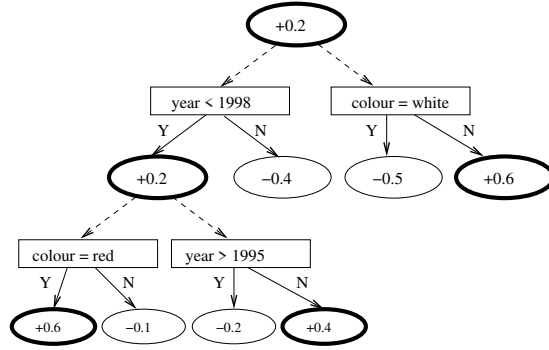 +0.2
year < 1998
colour = white
Y
N
Y
N
+0.2
−0.4
−0.5
+0.6
colour = red
year > 1995
Y
N
Y
N
+0.6
−0.1
−0.2
+0.4